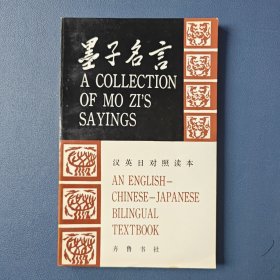 墨子名言
A COLLECTION
OF MO ZI'S
SAYINGS
汉英日对照读本
AN ENGLISH-
CHINESE-JAPANESE
BILINGUAL
TEXTBOOK
齐鲁书社